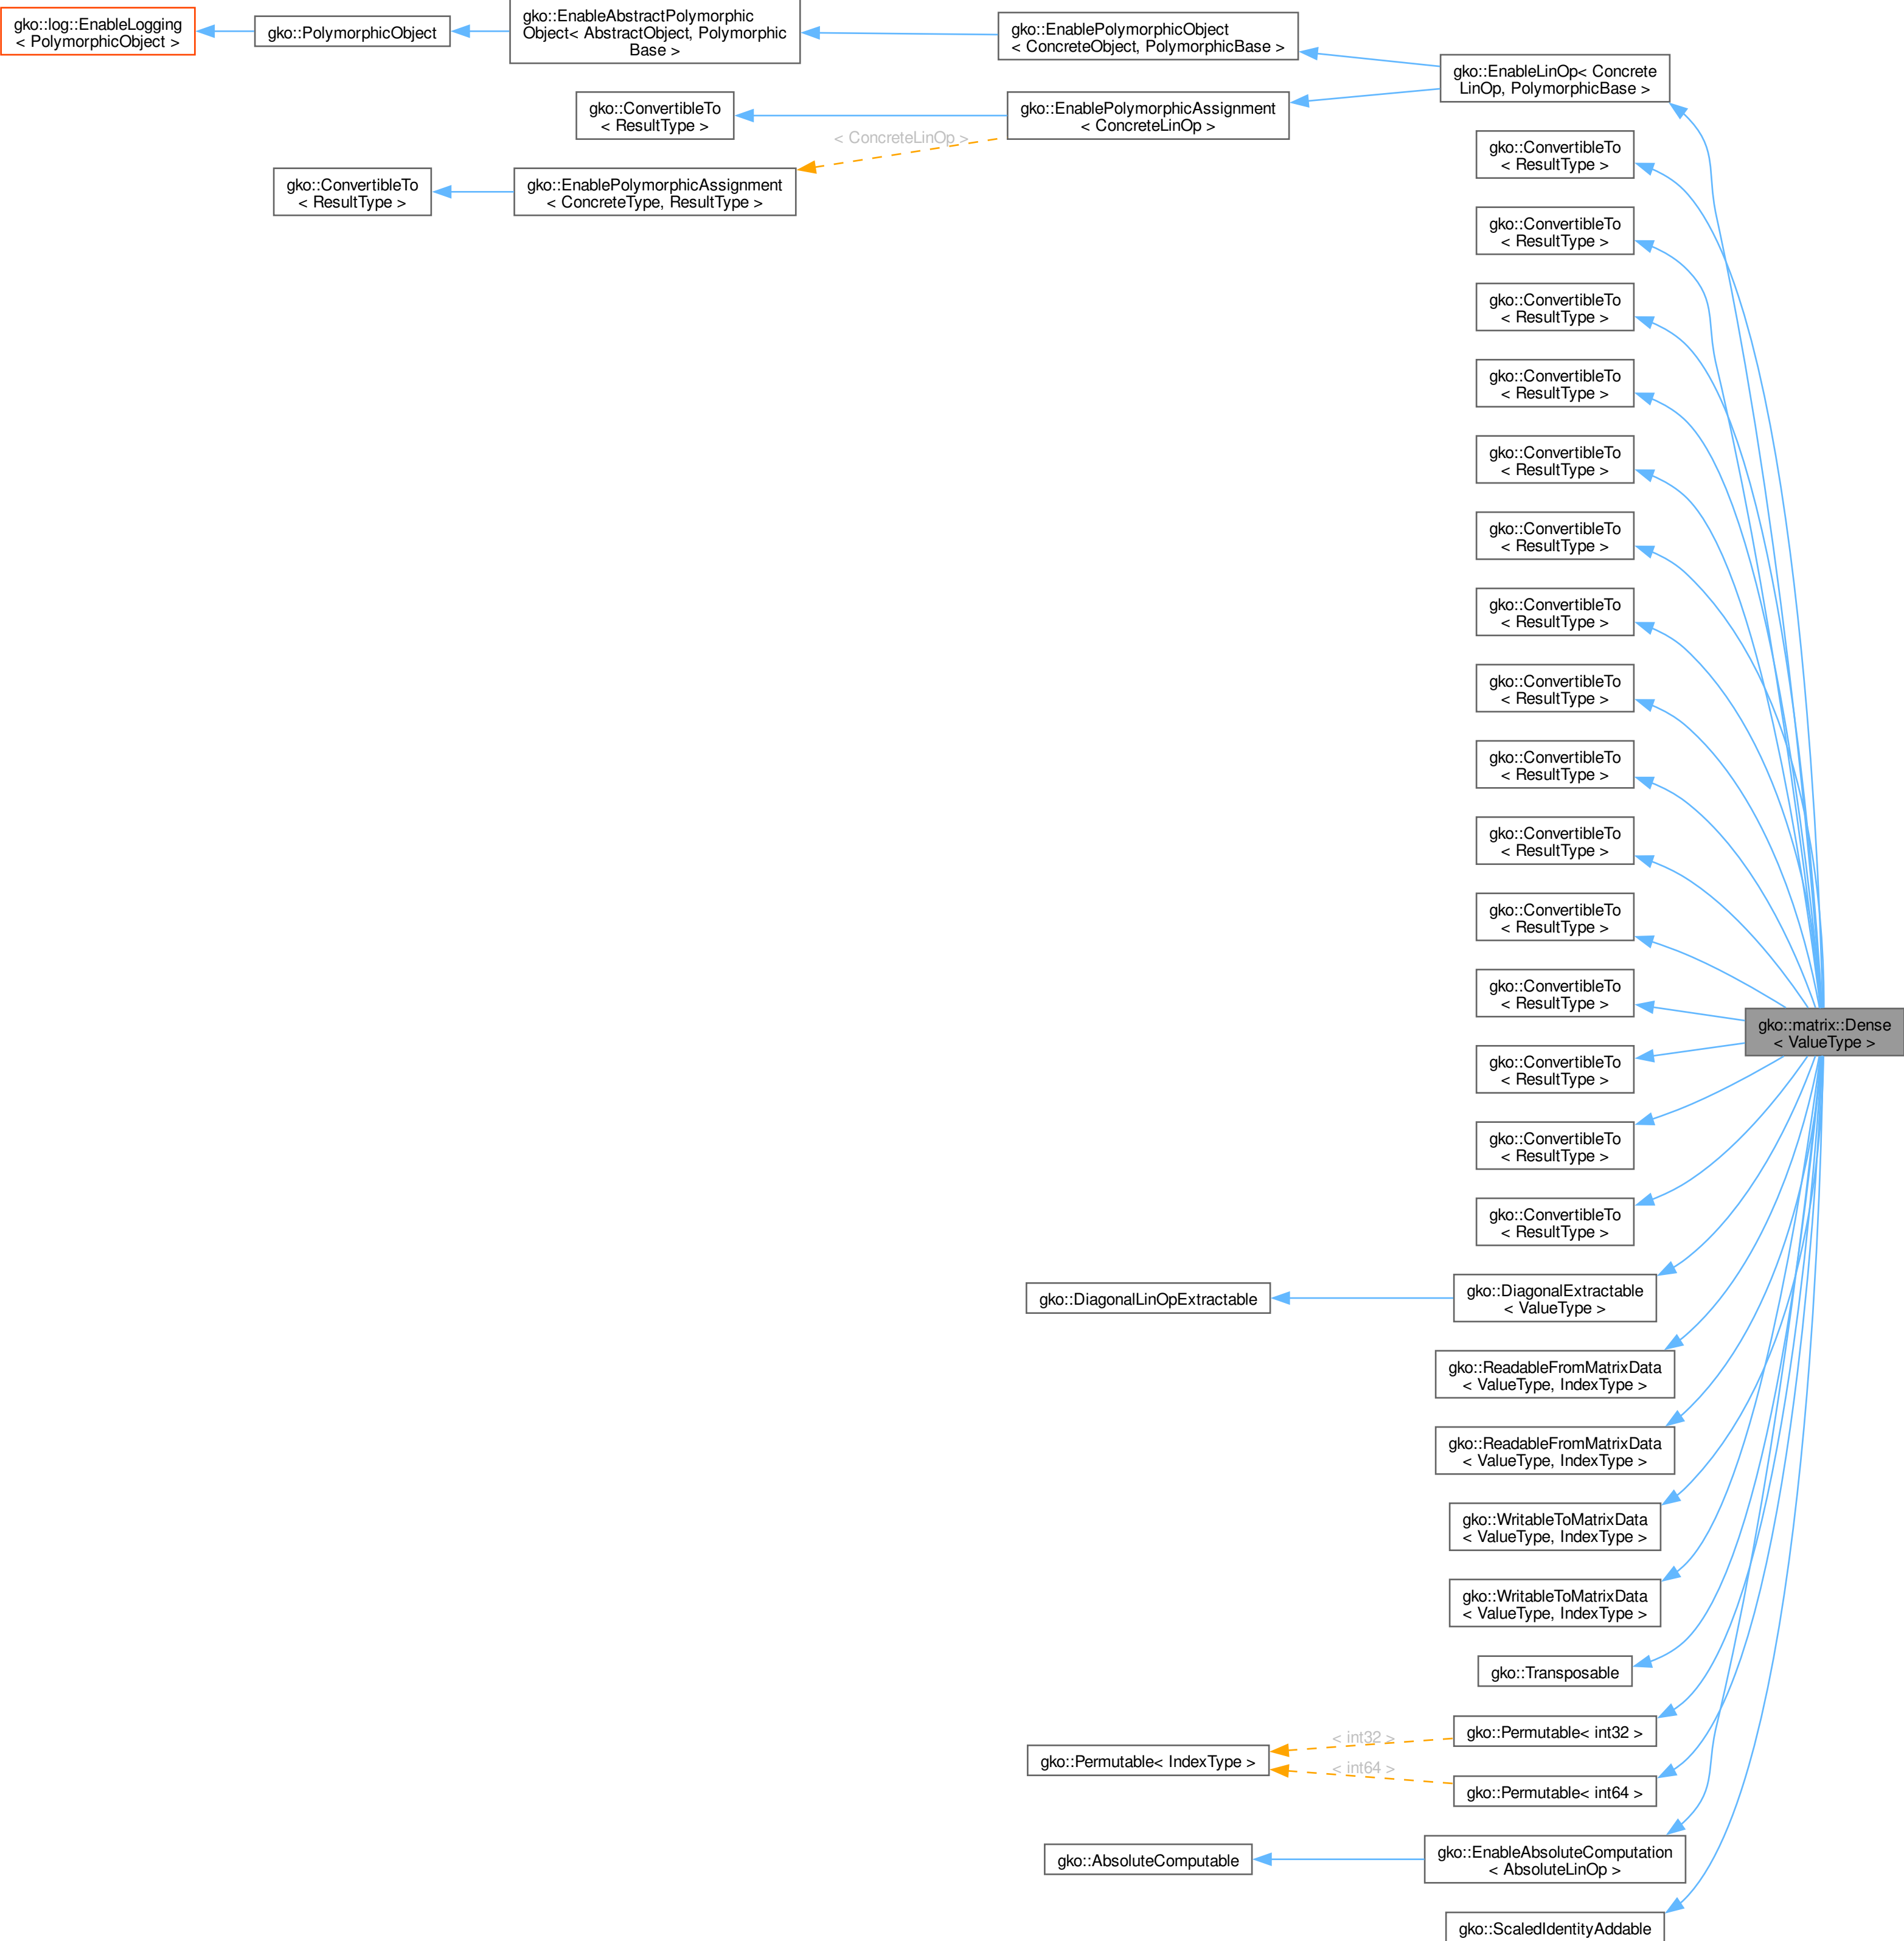 gko::log::EnableLogging
< PolymorphicObject >
gko::PolymorphicObject
gko::EnableAbstractPolymorphic
Object< AbstractObject, Polymorphic
Base >
gko::EnablePolymorphicObject
< ConcreteObject, PolymorphicBase >
gko::EnableLinOp< Concrete
LinOp, PolymorphicBase >
gko::ConvertibleTo
< ResultType >
gko::EnablePolymorphicAssignment
< ConcreteLinOp >
< ConcreteLinOp >
gko::ConvertibleTo
< ResultType >
gko::EnablePolymorphicAssignment
< ConcreteType, ResultType >
gko::ConvertibleTo
< ResultType >
gko::ConvertibleTo
< ResultType >
gko::ConvertibleTo
< ResultType >
gko::ConvertibleTo
< ResultType >
gko::ConvertibleTo
< ResultType >
gko::ConvertibleTo
< ResultType >
gko::ConvertibleTo
< ResultType >
gko::ConvertibleTo
< ResultType >
gko::ConvertibleTo
< ResultType >
gko::ConvertibleTo
< ResultType >
gko::ConvertibleTo
< ResultType >
gko::ConvertibleTo
< ResultType >
gko::matrix::Dense
< ValueType >
gko::ConvertibleTo
< ResultType >
gko::ConvertibleTo
< ResultType >
gko::ConvertibleTo
< ResultType >
gko::DiagonalLinOpExtractable
gko::DiagonalExtractable
< ValueType >
gko::ReadableFromMatrixData
< ValueType, IndexType >
gko::ReadableFromMatrixData
< ValueType, IndexType >
gko::WritableToMatrixData
< ValueType, IndexType >
gko::WritableToMatrixData
< ValueType, IndexType >
gko::Transposable
gko::Permutable< IndexType >
< int32 >
gko::Permutable< int32 >
< int64 >
gko::Permutable< int64 >
gko::AbsoluteComputable
gko::EnableAbsoluteComputation
< AbsoluteLinOp >
gko::ScaledIdentityAddable